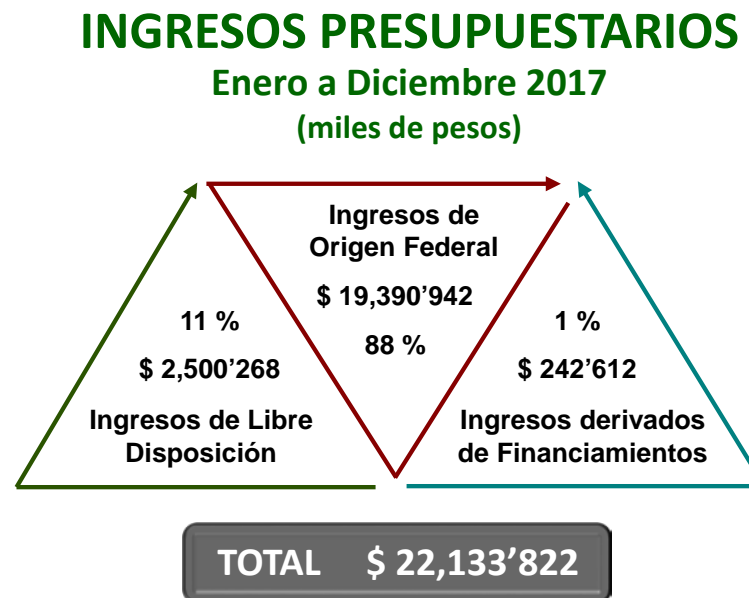 INGRESOS PRESUPUESTARIOS
Enero a Diciembre 2017
(miles de pesos)
11 %
$ 2,500’268
Ingresos de Libre
Disposición
Ingresos de
Origen Federal
$ 19,390’942
88 %
1 %
$ 242’612
Ingresos derivados
de Financiamientos
TOTAL $ 22,133’822